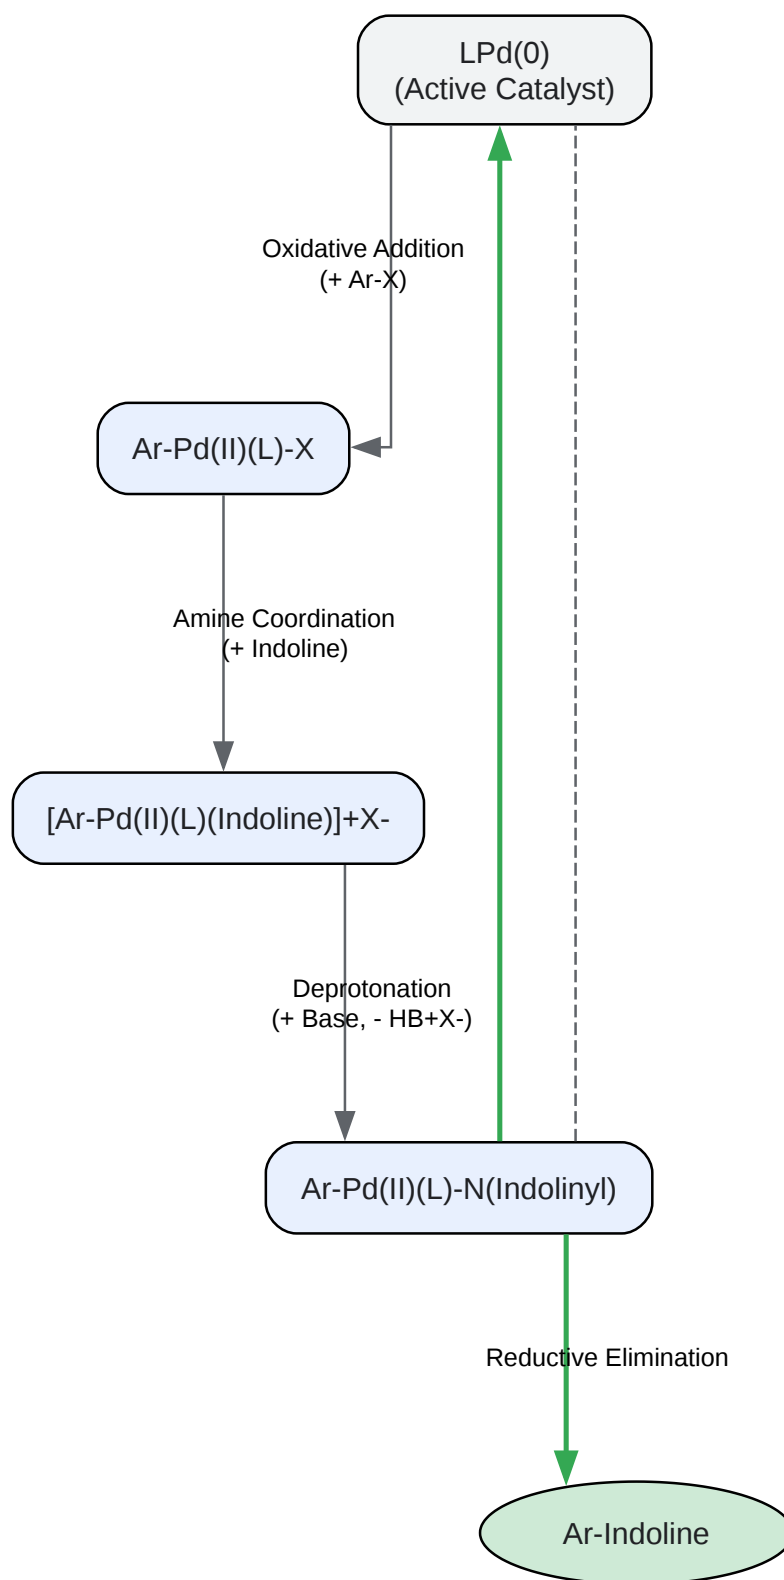 LPd(0)
(Active Catalyst)
Oxidative Addition
(+ Ar-X)
Ar-Pd(II)(L)-X
Amine Coordination
(+ Indoline)
[Ar-Pd(II)(L)(Indoline)]+X-
Deprotonation
(+ Base, - HB+X-)
Ar-Pd(II)(L)-N(Indolinyl)
Reductive Elimination
Ar-Indoline